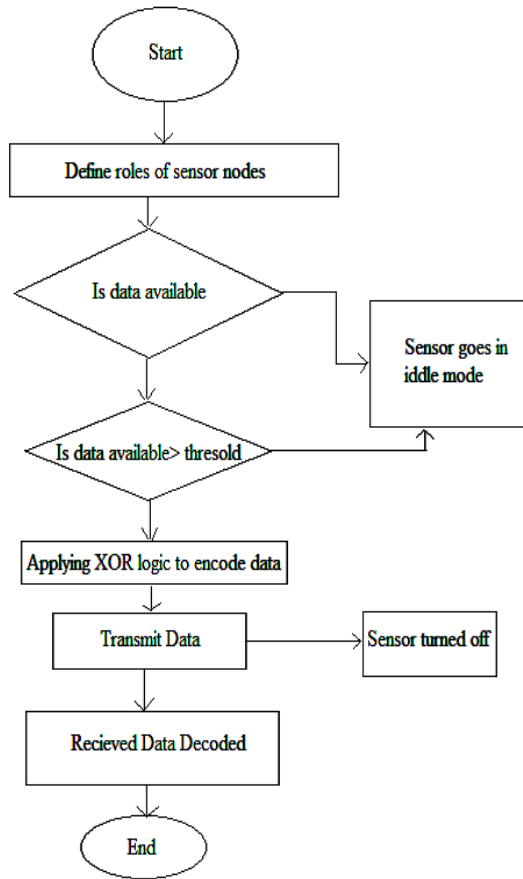 Start
Define roles of sensor nodes
Is data available
Sensor goes in
iddle mode
Is data available> thresold
Applying XOR logic to encode data
Transmit Data
Sensor turned off
Recieved Data Decoded
End